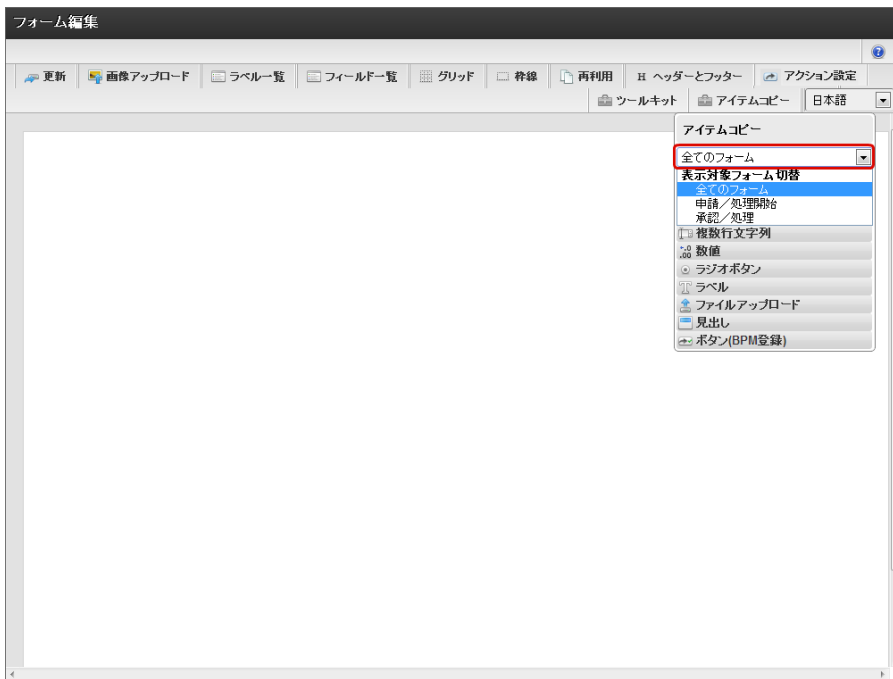 フォーム編集
更新 画像アップロード ラベル一覧 フィールド一覧 グリッド 枠線 再利用 H ヘッダーとフッター アクション設定
ツールキット アイテムコピー 日本語
アイテムコピー
全てのフォーム
表示対象フォーム切替
全てのフォーム
申請／処理開始
承認／処理
複数行文字列
数値
ラジオボタン
ラベル
ファイルアップロード
見出し
ボタン(BPM登録)